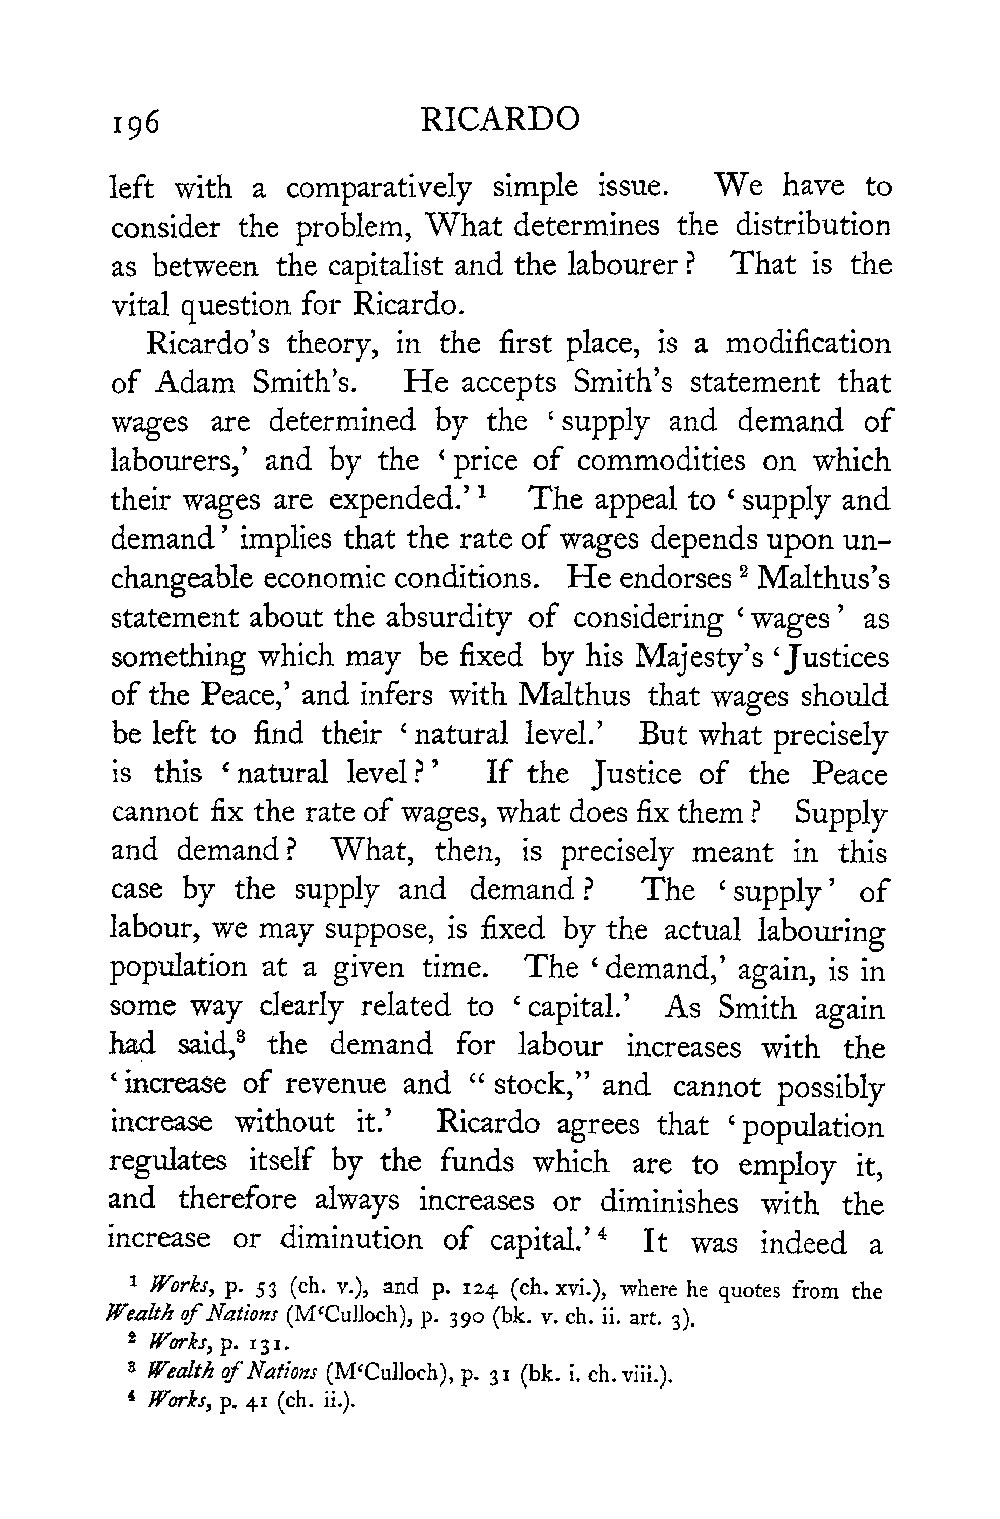 196 RICARDO
left with a comparatively simple issue. We have to
consider the problem, What determines the distribution
as between the capitalist and the labourer? That is the
vital question for Ricardo.
Ricardo's theory, in the first place, is a modification
of Adam Smith's. He accepts Smith's statement that
wages are determined by the ‘supply and demand of
labourers,’ and by the ‘price of commodities on which
their wages are expended.’¹ The appeal to ‘supply and
demand’ implies that the rate of wages depends upon un-
changeable economic conditions. He endorses² Malthus's
statement about the absurdity of considering ‘wages’ as
something which may be fixed by his Majesty's ‘Justices
of the Peace,’ and infers with Malthus that wages should
be left to find their ‘natural level.’ But what precisely
is this ‘natural level?’ If the Justice of the Peace
cannot fix the rate of wages, what does fix them? Supply
and demand? What, then, is precisely meant in this
case by the supply and demand? The ‘supply’ of
labour, we may suppose, is fixed by the actual labouring
population at a given time. The ‘demand,’ again, is in
some way clearly related to ‘capital.’ As Smith again
had said,³ the demand for labour increases with the
‘increase of revenue and “stock,” and cannot possibly
increase without it.’ Ricardo agrees that ‘population
regulates itself by the funds which are to employ it,
and therefore always increases or diminishes with the
increase or diminution of capital.’⁴ It was indeed a
¹ Works, p. 53 (ch. v.), and p. 124 (ch. xvi.), where he quotes from the
Wealth of Nations (M‘Culloch), p. 390 (bk. v. ch. ii. art. 3).
² Works, p. 131.
³ Wealth of Nations (M‘Culloch), p. 31 (bk. i. ch. viii.).
⁴ Works, p. 41 (ch. ii.).